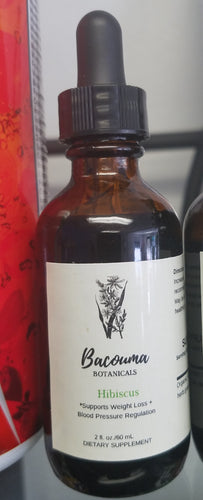 Bacouma
BOTANICALS
Hibiscus
*Supports Weight Loss +
Blood Pressure Regulation
2 fl. oz./60 mL
DIETARY SUPPLEMENT